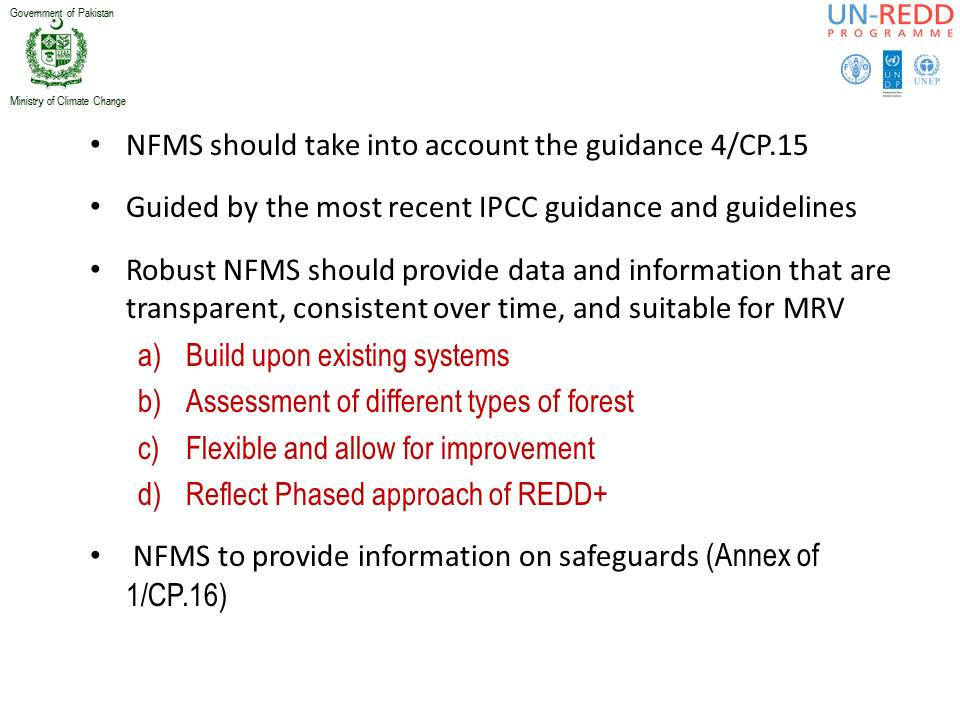 Government of Pakistan
UN-REDD
PROGRAMME
FAO
UN
DP
UNEP
Ministry of Climate Change
• NFMS should take into account the guidance 4/CP.15
• Guided by the most recent IPCC guidance and guidelines
• Robust NFMS should provide data and information that are
transparent, consistent over time, and suitable for MRV
a) Build upon existing systems
b) Assessment of different types of forest
c) Flexible and allow for improvement
d) Reflect Phased approach of REDD+
• NFMS to provide information on safeguards (Annex of
1/CP.16)